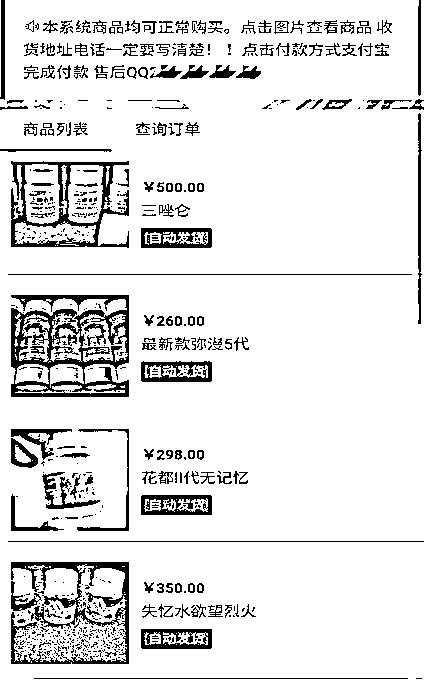 本系统商品均可正常购买。点击图片查看商品 收
货地址电话一定要写清楚！！点击付款方式支付宝
完成付款 售后QQ
商品列表 查询订单
￥500.00
三唑仑
自动发货
￥260.00
最新款弥漫5代
自动发货
￥298.00
花都II代无记忆
自动发货
￥350.00
失忆水欲望烈火
自动发货